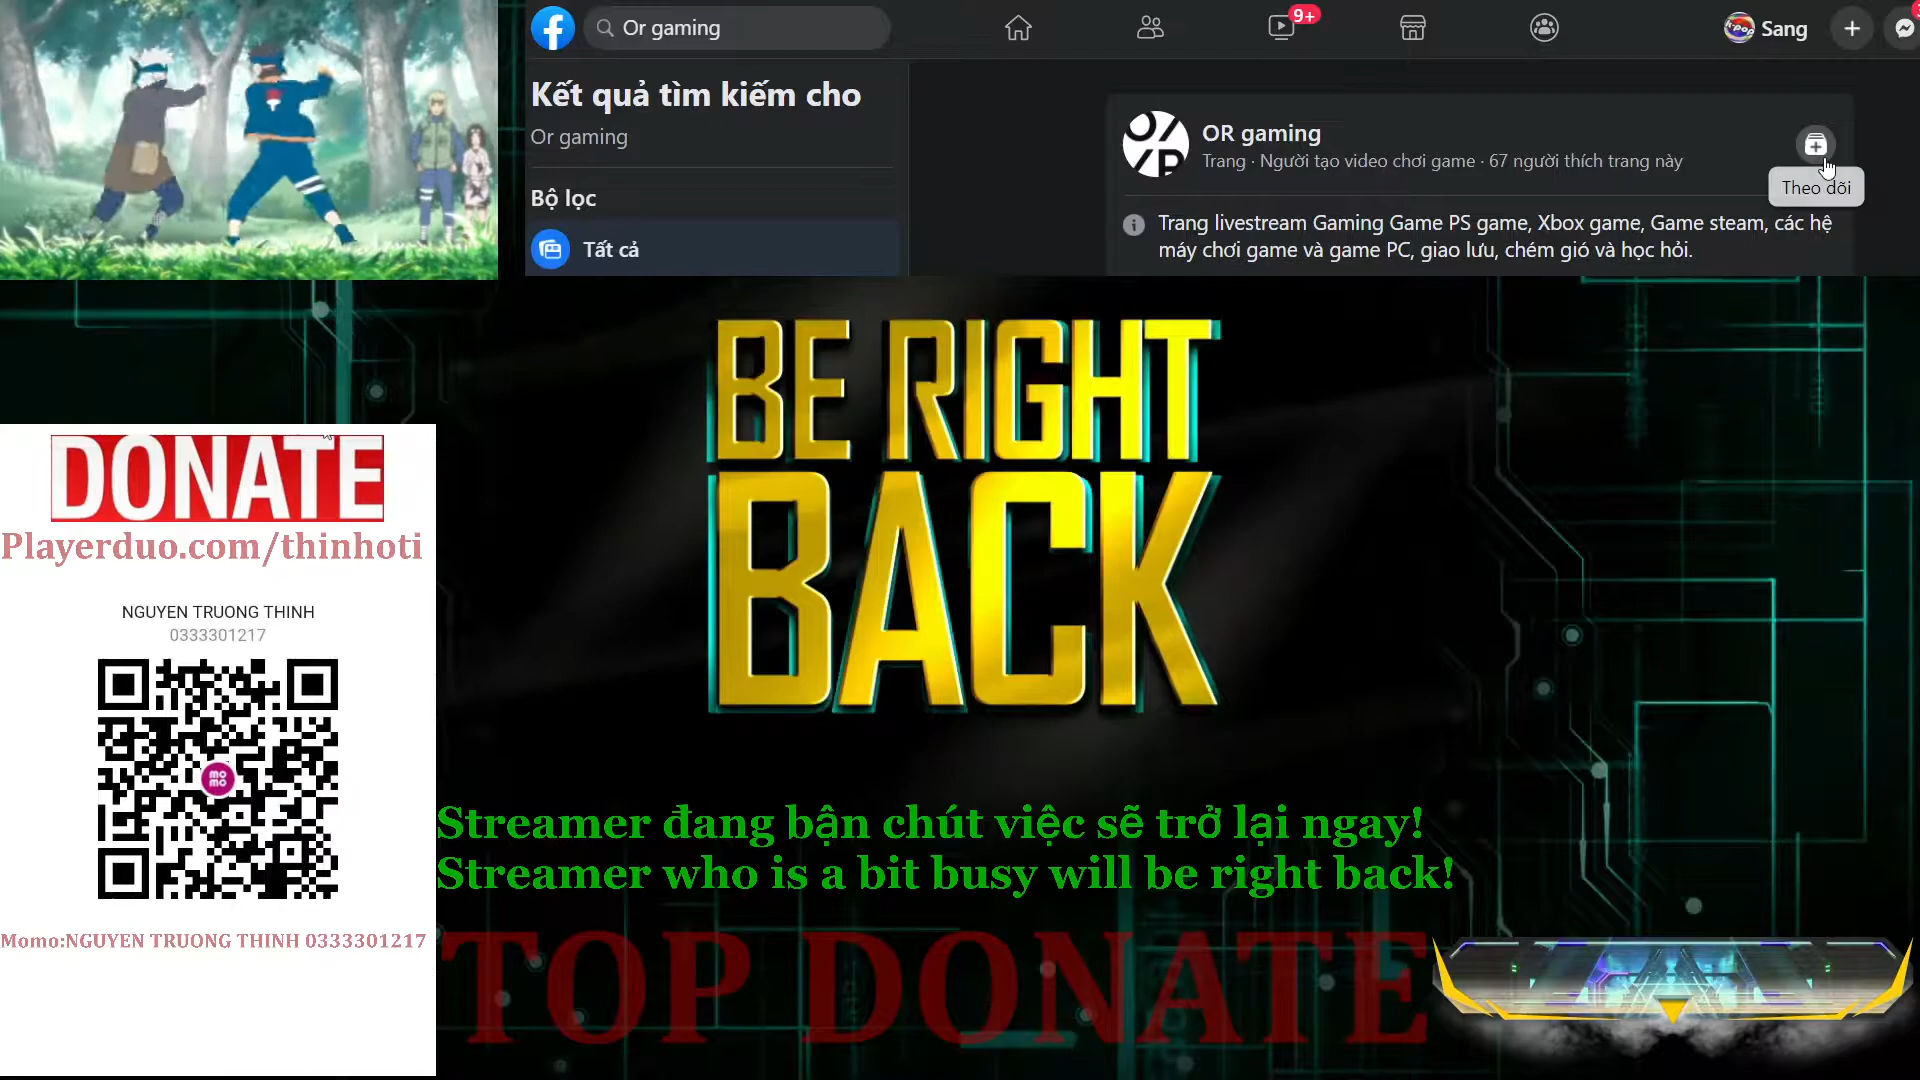 Or gaming
9+
Sang
Kết quả tìm kiếm cho
Or gaming
Bộ lọc
Tất cả
OR gaming
Trang · Người tạo video chơi game · 67 người thích trang này
Theo dõi
Trang livestream Gaming Game PS game, Xbox game, Game steam, các hệ
máy chơi game và game PC, giao lưu, chém gió và học hỏi.
BE RIGHT
BACK
DONATE
Playerduo.com/thinhoti
NGUYEN TRUONG THINH
0333301217
mo
mo
Streamer đang bận chút việc sẽ trở lại ngay!
Streamer who is a bit busy will be right back!
Momo:NGUYEN TRUONG THINH 0333301217
TOP DONATE